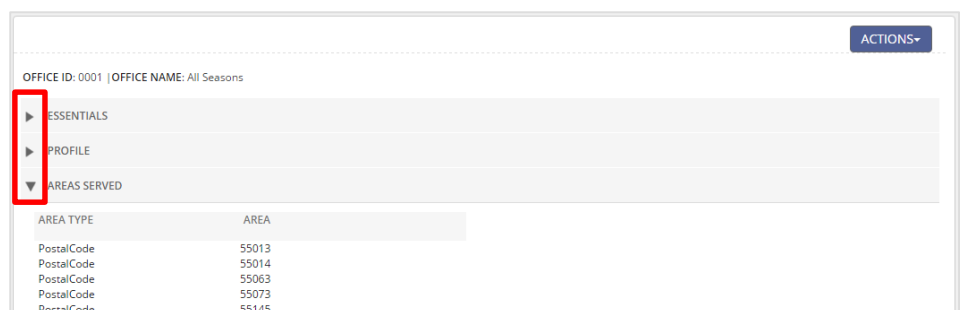 ACTIONS
OFFICE ID: 0001 |OFFICE NAME: All Seasons
ESSENTIALS
PROFILE
AREAS SERVED
AREA TYPE AREA
PostalCode 55013
PostalCode 55014
PostalCode 55063
PostalCode 55073
PostalCode 55145